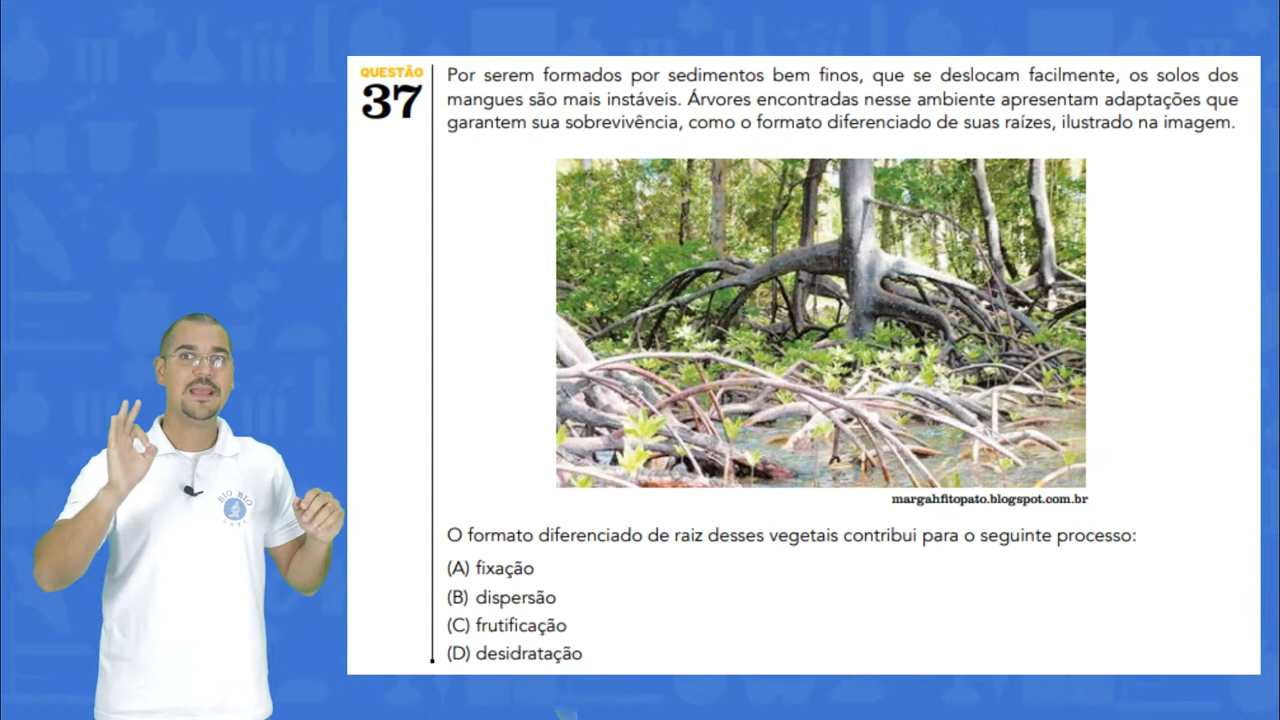 QUESTÃO
37
Por serem formados por sedimentos bem finos, que se deslocam facilmente, os solos dos
mangues são mais instáveis. Árvores encontradas nesse ambiente apresentam adaptações que
garantem sua sobrevivência, como o formato diferenciado de suas raízes, ilustrado na imagem.
margahfitopato.blogspot.com.br
O formato diferenciado de raiz desses vegetais contribui para o seguinte processo:
(A) fixação
(B) dispersão
(C) frutificação
(D) desidratação
BIO BIO